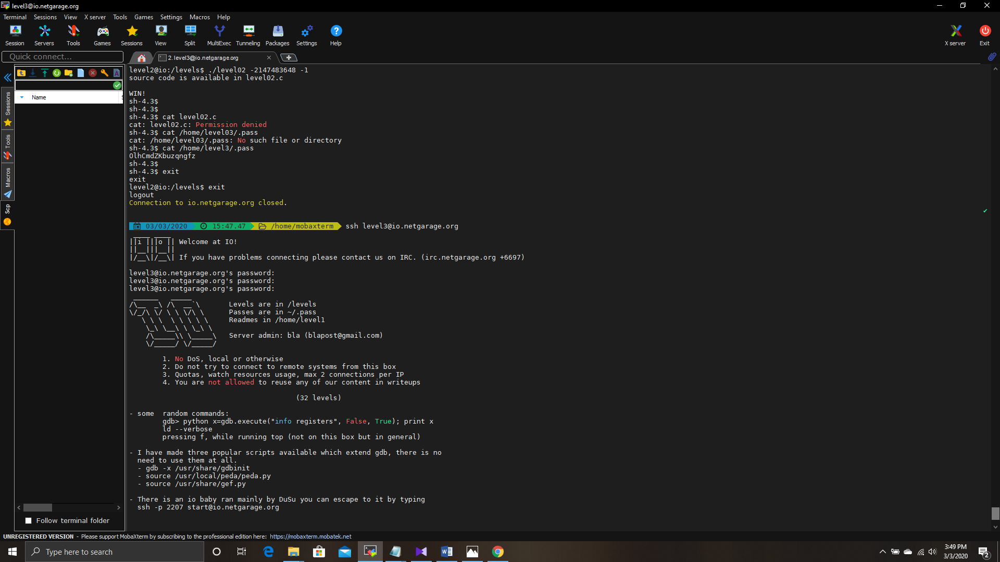 level3@io.netgarage.org
Terminal Sessions View X server Tools Games Settings Macros Help
Session Servers Tools Games Sessions View Split MultiExec Tunneling Packages Settings Help X server Exit
Quick connect...
2. level3@io.netgarage.org
Name
Sessions
Tools
Macros
Scp
level2@io:/levels$ ./level02 -2147483648 -1
source code is available in level02.c
WIN!
sh-4.3$
sh-4.3$
sh-4.3$ cat level02.c
cat: level02.c: Permission denied
sh-4.3$ cat /home/level03/.pass
cat: /home/level03/.pass: No such file or directory
sh-4.3$ cat /home/level3/.pass
OlhCmdZKbuzqngfz
sh-4.3$
sh-4.3$ exit
exit
level2@io:/levels$ exit
logout
Connection to io.netgarage.org closed.
03/03/2020 15:47.47 /home/mobaxterm ssh level3@io.netgarage.org
||i |||o || Welcome at IO!
||__|||__||
|/__\|/__\| If you have problems connecting please contact us on IRC. (irc.netgarage.org +6697)
level3@io.netgarage.org's password:
level3@io.netgarage.org's password:
level3@io.netgarage.org's password:
Levels are in /levels
Passes are in ~/.pass
Readmes in /home/level1
Server admin: bla (blapost@gmail.com)
1. No DoS, local or otherwise
2. Do not try to connect to remote systems from this box
3. Quotas, watch resources usage, max 2 connections per IP
4. You are not allowed to reuse any of our content in writeups
(32 levels)
- some  random commands:
gdb> python x=gdb.execute("info registers", False, True); print x
ld --verbose
pressing f, while running top (not on this box but in general)
- I have made three popular scripts available which extend gdb, there is no
need to use them at all.
- gdb -x /usr/share/gdbinit
- source /usr/local/peda/peda.py
- source /usr/share/gef.py
- There is an io baby ran mainly by DuSu you can escape to it by typing
ssh -p 2207 start@io.netgarage.org
Follow terminal folder
UNREGISTERED VERSION - Please support MobaXterm by subscribing to the professional edition here: https://mobaxterm.mobatek.net
Type here to search
3:49 PM
3/3/2020
2